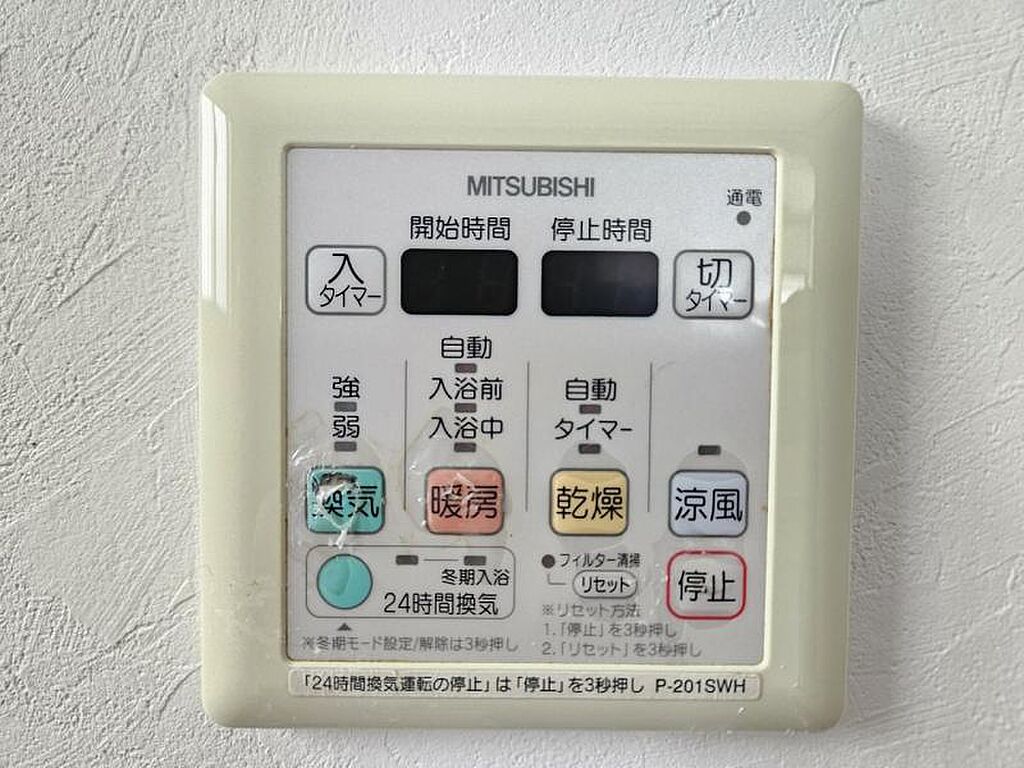 MITSUBISHI
通電
開始時間 停止時間
入
タイマー
切
タイマー
自動
強 入浴前 自動
弱 入浴中 タイマー
換気 暖房 乾燥 涼風
冬期入浴
24時間換気
フィルター清掃
リセット
停止
※リセット方法
1.「停止」を3秒押し
2.「リセット」を3秒押し
※冬期モード設定/解除は3秒押し
「24時間換気運転の停止」は「停止」を3秒押し P-201SWH